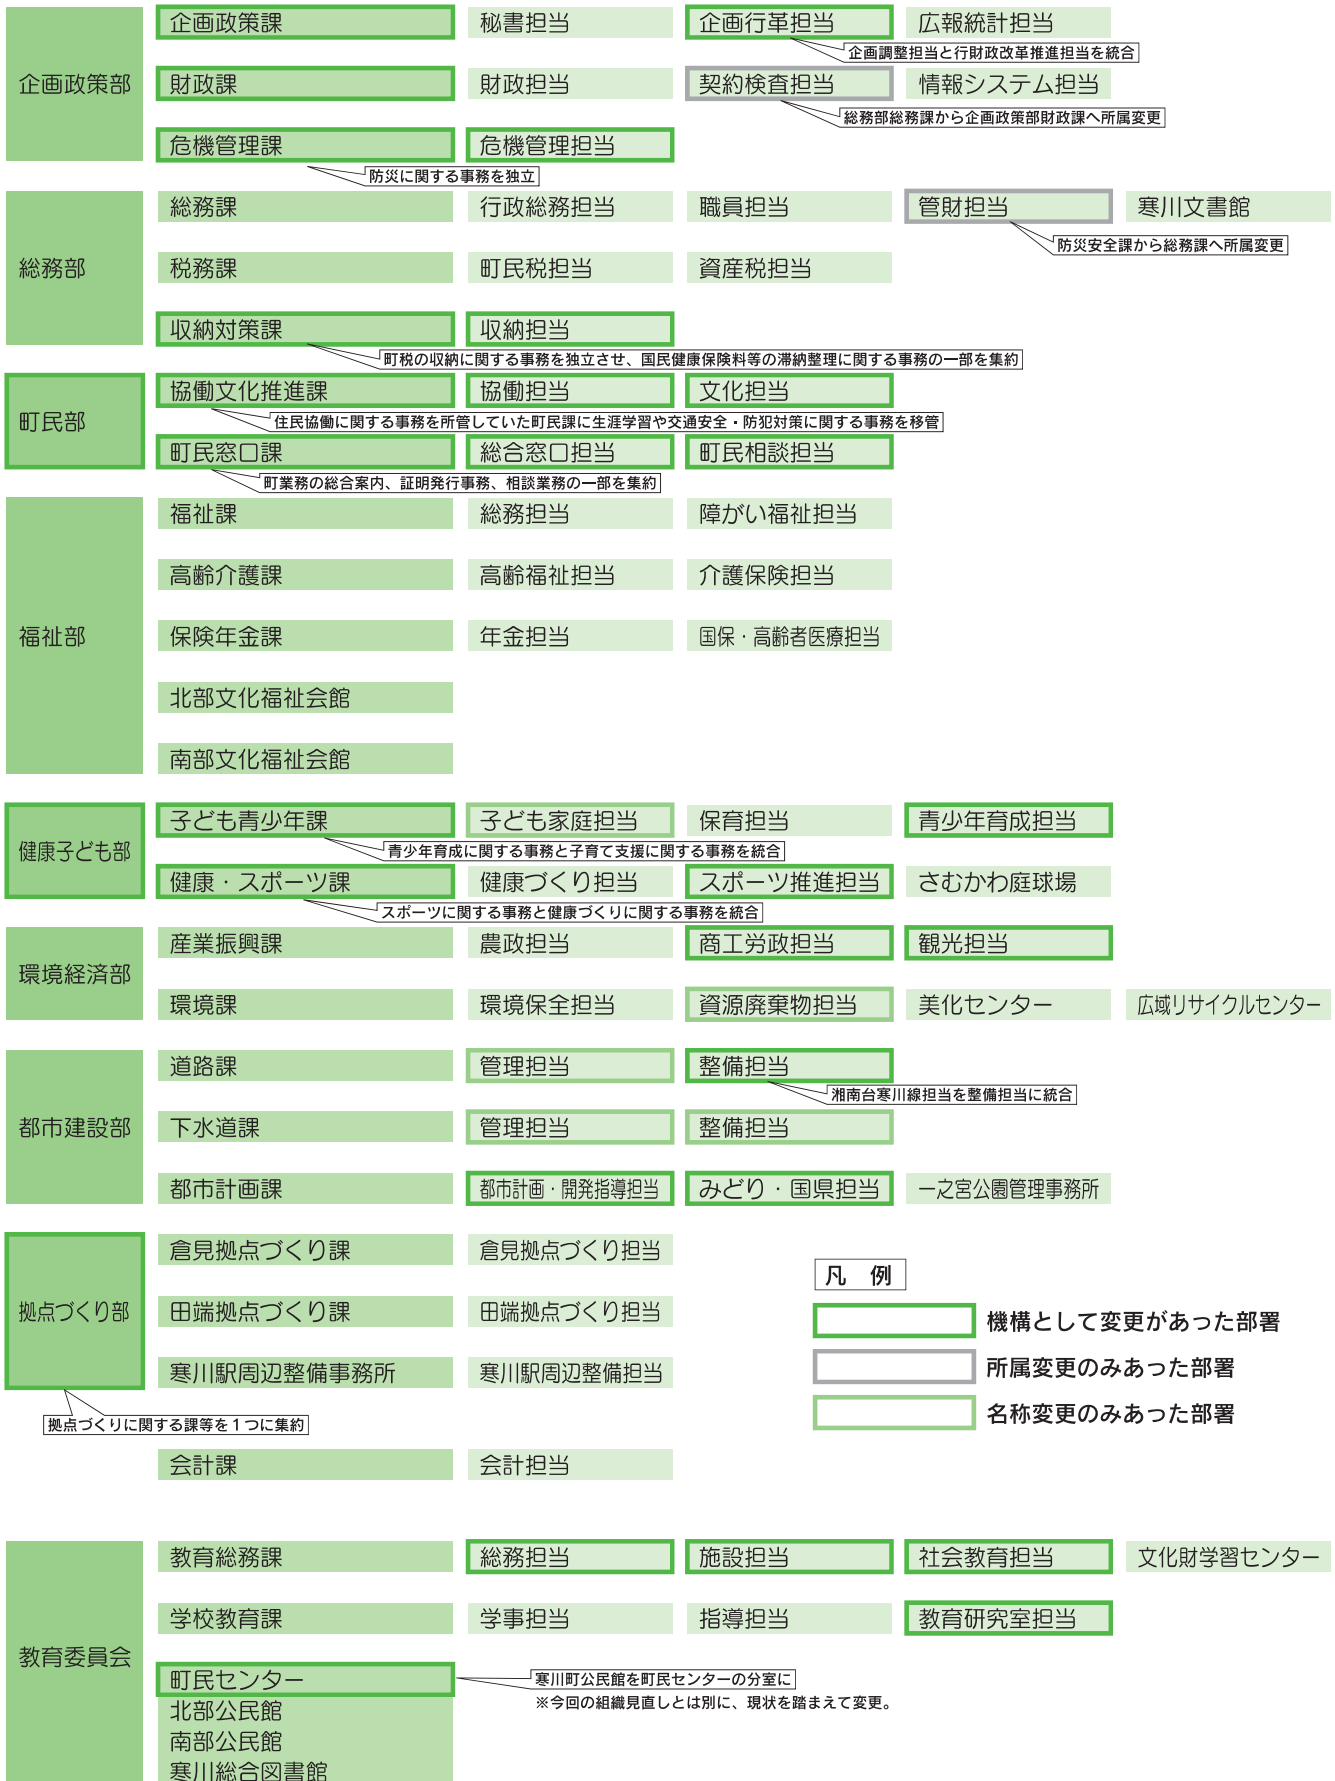 企画政策部
企画政策課 秘書担当 企画行革担当 広報統計担当
企画調整担当と行財政改革推進担当を統合
財政課 財政担当 契約検査担当 情報システム担当
総務部総務課から企画政策部財政課へ所属変更
危機管理課 危機管理担当
防災に関する事務を独立
総務部
総務課 行政総務担当 職員担当 管財担当 寒川文書館
防災安全課から総務課へ所属変更
税務課 町民税担当 資産税担当
収納対策課 収納担当
町税の収納に関する事務を独立させ、国民健康保険料等の滞納整理に関する事務の一部を集約
町民部
協働文化推進課 協働担当 文化担当
住民協働に関する事務を所管していた町民課に生涯学習や交通安全・防犯対策に関する事務を移管
町民窓口課 総合窓口担当 町民相談担当
町業務の総合案内、証明発行事務、相談業務の一部を集約
福祉部
福祉課 総務担当 障がい福祉担当
高齢介護課 高齢福祉担当 介護保険担当
保険年金課 年金担当 国保・高齢者医療担当
北部文化福祉会館
南部文化福祉会館
健康子ども部
子ども青少年課 子ども家庭担当 保育担当 青少年育成担当
青少年育成に関する事務と子育て支援に関する事務を統合
健康・スポーツ課 健康づくり担当 スポーツ推進担当 さむかわ庭球場
スポーツに関する事務と健康づくりに関する事務を統合
環境経済部
産業振興課 農政担当 商工労政担当 観光担当
環境課 環境保全担当 資源廃棄物担当 美化センター 広域リサイクルセンター
都市建設部
道路課 管理担当 整備担当
湘南台寒川線担当を整備担当に統合
下水道課 管理担当 整備担当
都市計画課 都市計画・開発指導担当 みどり・国県担当 一之宮公園管理事務所
拠点づくり部
倉見拠点づくり課 倉見拠点づくり担当
田端拠点づくり課 田端拠点づくり担当
寒川駅周辺整備事務所 寒川駅周辺整備担当
拠点づくりに関する課等を１つに集約
凡　例
機構として変更があった部署
所属変更のみあった部署
名称変更のみあった部署
会計課 会計担当
教育委員会
教育総務課 総務担当 施設担当 社会教育担当 文化財学習センター
学校教育課 学事担当 指導担当 教育研究室担当
町民センター
寒川町公民館を町民センターの分室に
※今回の組織見直しとは別に、現状を踏まえて変更。
北部公民館
南部公民館
寒川総合図書館